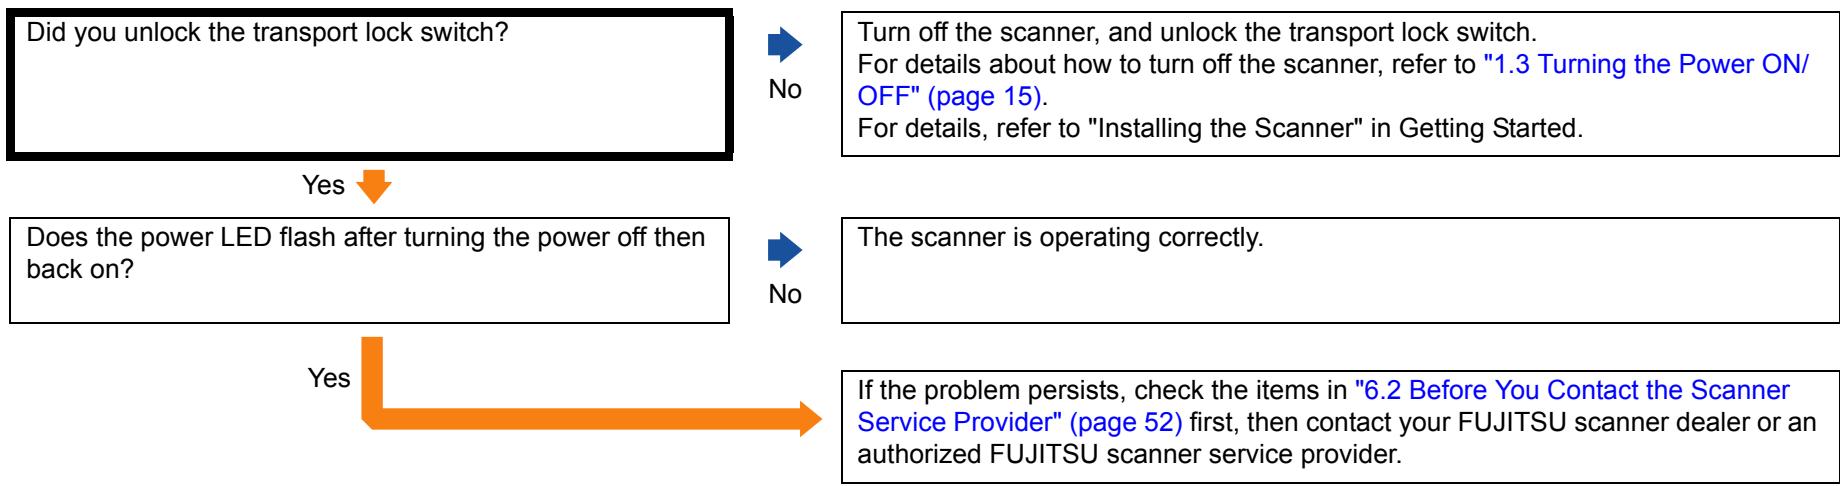 Did you unlock the transport lock switch?
No
Turn off the scanner, and unlock the transport lock switch.
For details about how to turn off the scanner, refer to "1.3 Turning the Power ON/
OFF" (page 15).
For details, refer to "Installing the Scanner" in Getting Started.
Yes
Does the power LED flash after turning the power off then
back on?
No
The scanner is operating correctly.
Yes
If the problem persists, check the items in "6.2 Before You Contact the Scanner
Service Provider" (page 52) first, then contact your FUJITSU scanner dealer or an
authorized FUJITSU scanner service provider.